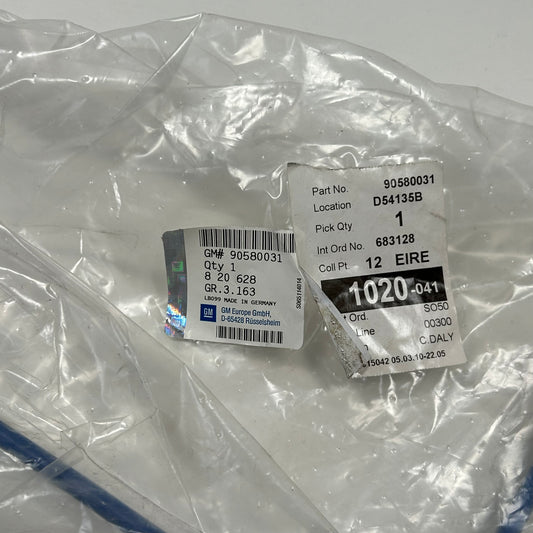 GM# 90580031
Qty 1
8 20 628
GR.3.163
LB099 MADE IN GERMANY
GM
GM Europe GmbH,
D-65428 Rüsselsheim
Part No. 90580031
Location D54135B
Pick Qty 1
Int Ord No. 683128
Coll Pt. 12 EIRE
1020-041
Ord. SO50
Line 00300
C.DALY
15042 05.03.10-22.05